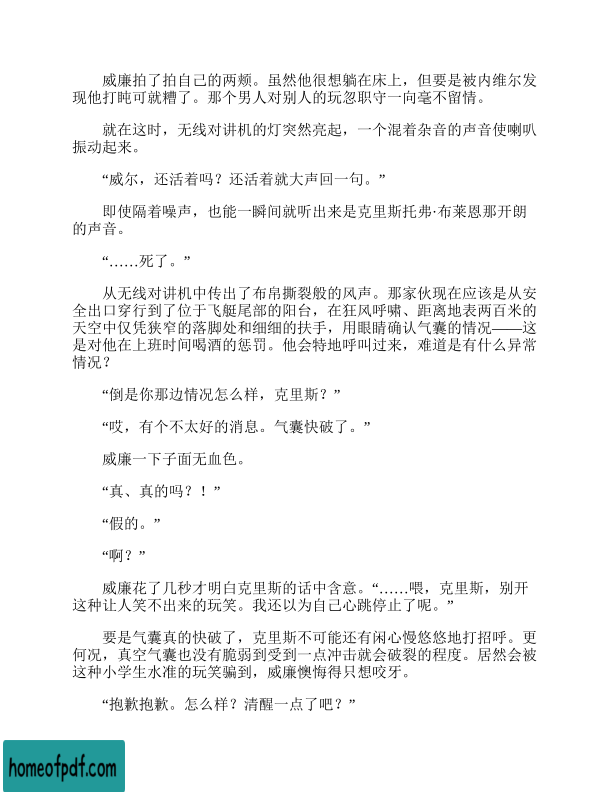 威廉拍了拍自己的两颊。虽然他很想躺在床上，但要是被内维尔发
现他打盹可就糟了。那个男人对别人的玩忽职守一向毫不留情。
就在这时，无线对讲机的灯突然亮起，一个混着杂音的声音使喇叭
振动起来。
“威尔，还活着吗？还活着就大声回一句。”
即使隔着噪声，也能一瞬间就听出来是克里斯托弗·布莱恩那开朗
的声音。
“……死了。”
从无线对讲机中传出了布帛撕裂般的风声。那家伙现在应该是从安
全出口穿行到了位于飞艇尾部的阳台，在狂风呼啸、距离地表两百米的
天空中仅凭狭窄的落脚处和细细的扶手，用眼睛确认气囊的情况——这
是对他在上班时间喝酒的惩罚。他会特地呼叫过来，难道是有什么异常
情况？
“倒是你那边情况怎么样，克里斯？”
“哎，有个不太好的消息。气囊快破了。”
威廉一下子面无血色。
“真、真的吗？！”
“假的。”
“啊？”
威廉花了几秒才明白克里斯的话中含意。“……喂，克里斯，别开
这种让人笑不出来的玩笑。我还以为自己心跳停止了呢。”
要是气囊真的快破了，克里斯不可能还有闲心慢悠悠地打招呼。更
何况，真空气囊也没有脆弱到受到一点冲击就会破裂的程度。居然会被
这种小学生水准的玩笑骗到，威廉懊悔得只想咬牙。
“抱歉抱歉。怎么样？清醒一点了吧？”
homeofpdf.com